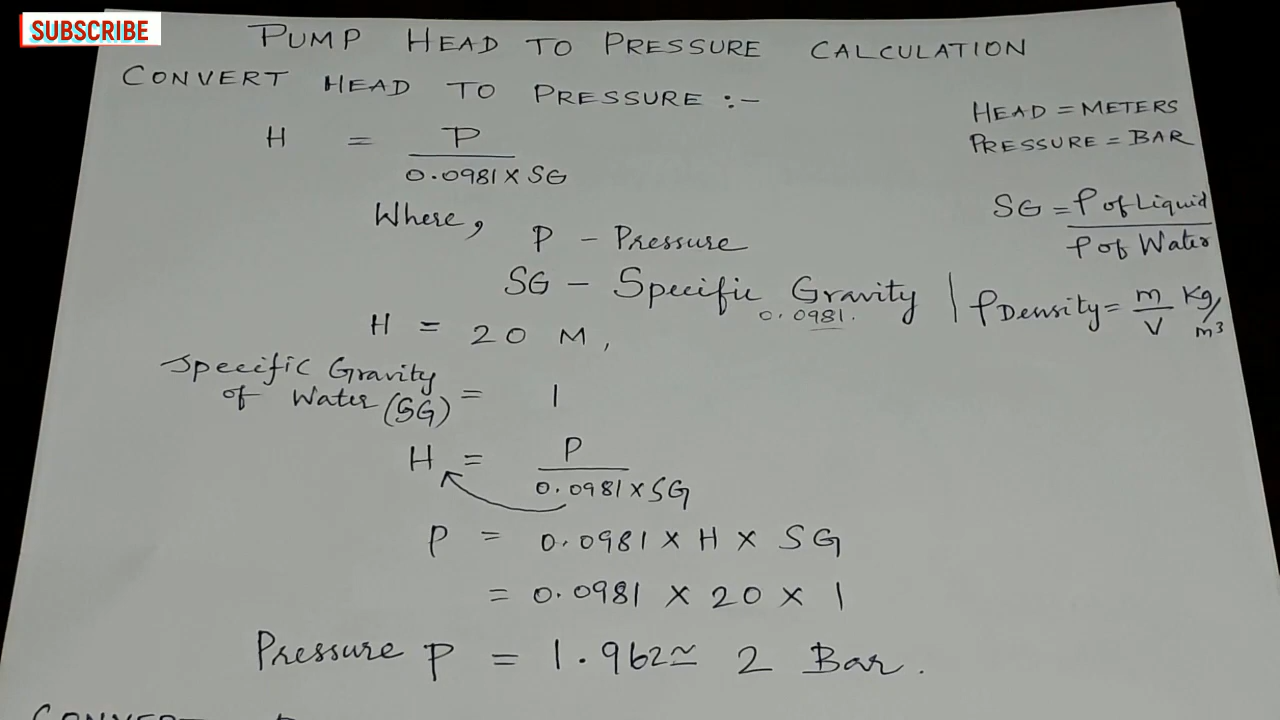 SUBSCRIBE
PUMP HEAD TO PRESSURE CALCULATION
CONVERT HEAD TO PRESSURE :-
HEAD = METERS
PRESSURE = BAR
H = P / 0.0981 X SG
SG = ρ of Liquid / ρ of Water
Where, P - Pressure
SG - Specific Gravity | ρ Density = m/V Kg/m³
0.0981.
H = 20 M,
Specific Gravity
of Water (SG) = 1
H = P / 0.0981 X SG
P = 0.0981 X H X SG
= 0.0981 X 20 X 1
Pressure P = 1.962 ≃ 2 Bar.
CONVERT